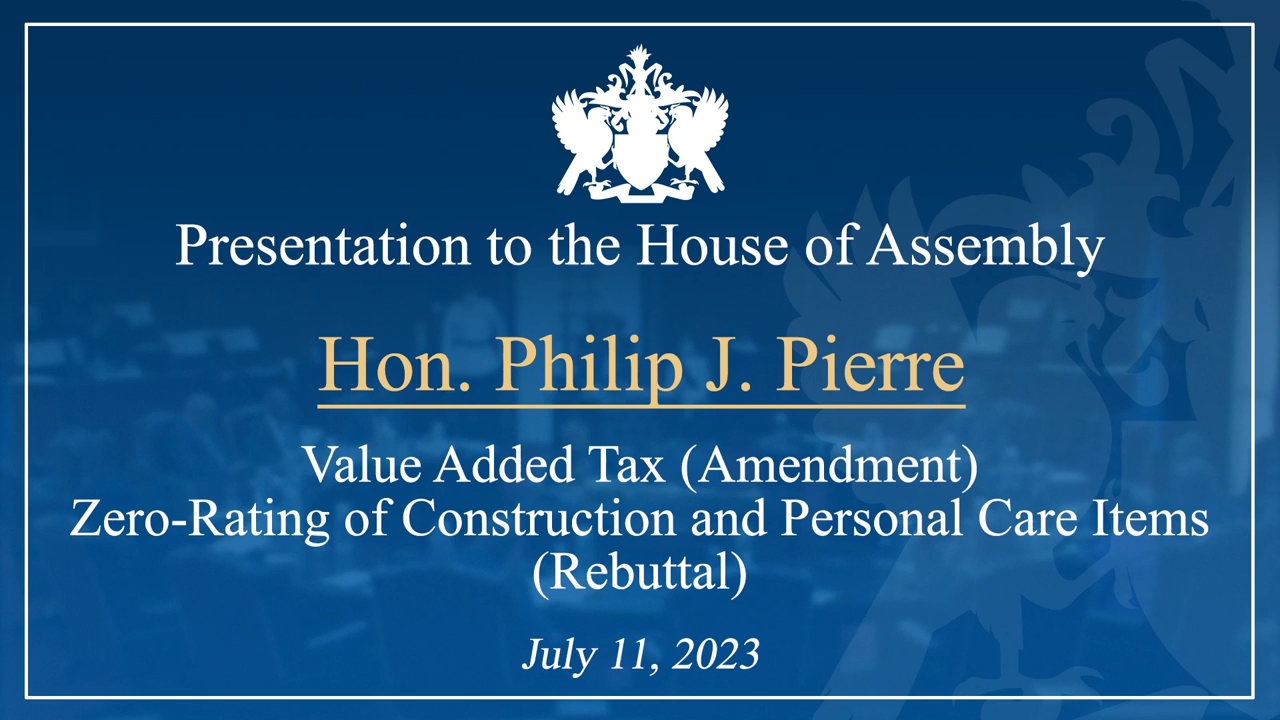 Presentation to the House of Assembly
Hon. Philip J. Pierre
Value Added Tax (Amendment)
Zero-Rating of Construction and Personal Care Items
(Rebuttal)
July 11, 2023